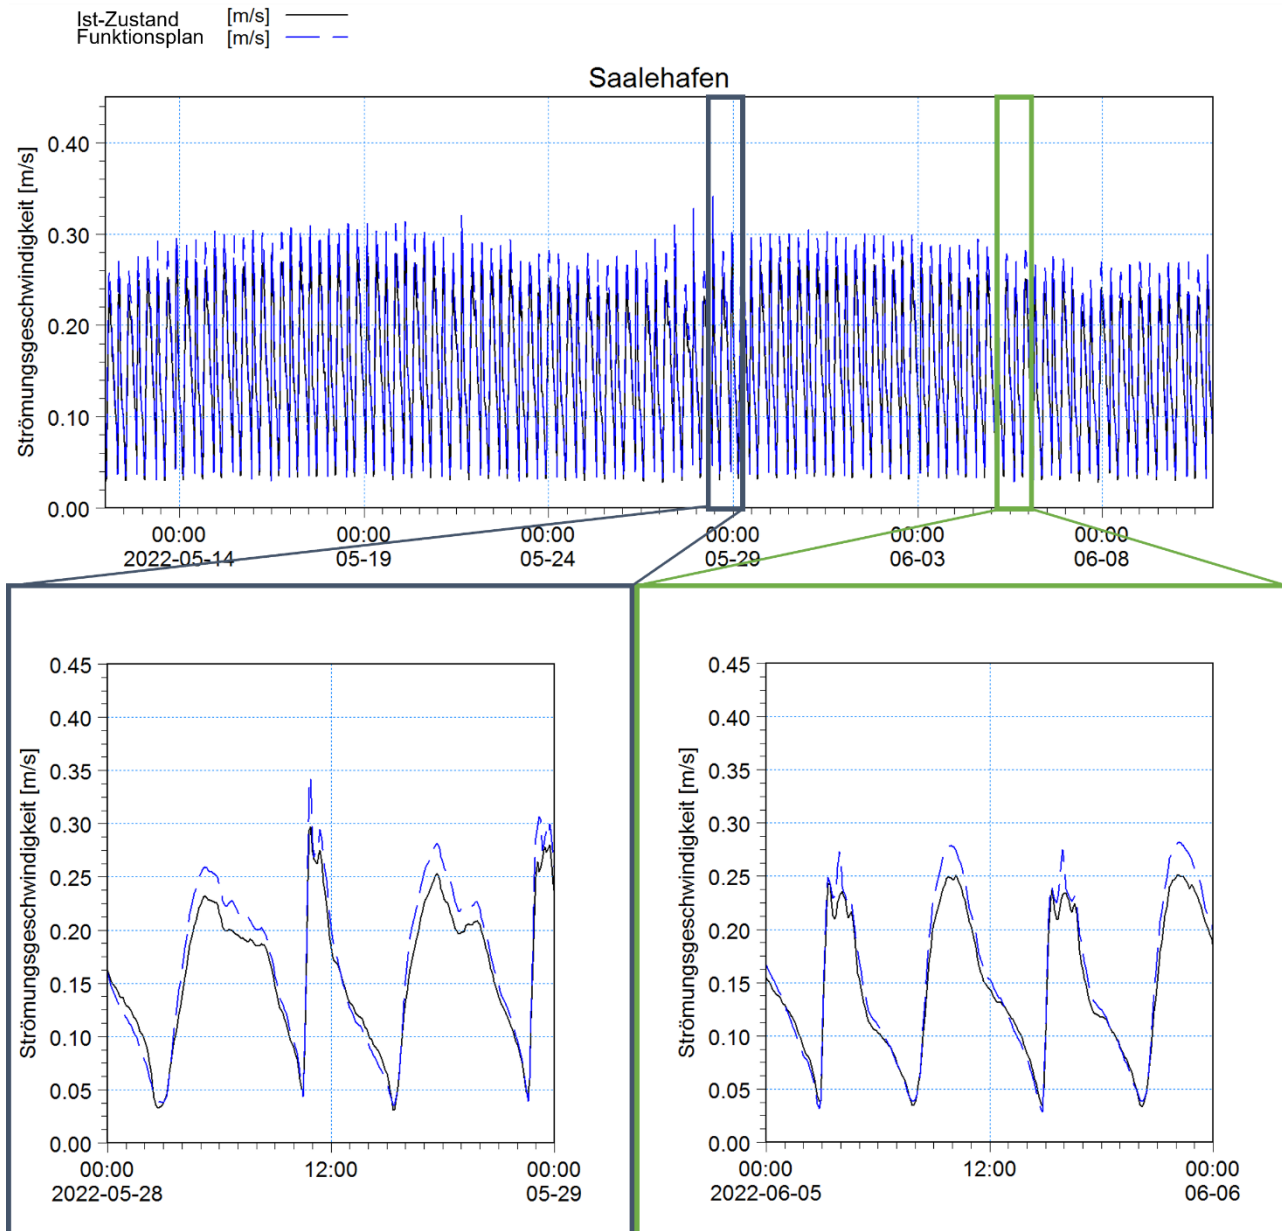 Ist-Zustand [m/s]
Funktionsplan [m/s]
Saalehafen
Strömungsgeschwindigkeit [m/s]
0.40
0.30
0.20
0.10
0.00
00:00 00:00 00:00 00:00 00:00 00:00
2022-05-14 05-19 05-24 05-29 06-03 06-08
Strömungsgeschwindigkeit [m/s]
0.45
0.40
0.35
0.30
0.25
0.20
0.15
0.10
0.05
0.00
00:00 12:00 00:00
2022-05-28 05-29
Strömungsgeschwindigkeit [m/s]
0.45
0.40
0.35
0.30
0.25
0.20
0.15
0.10
0.05
0.00
00:00 12:00 00:00
2022-06-05 06-06